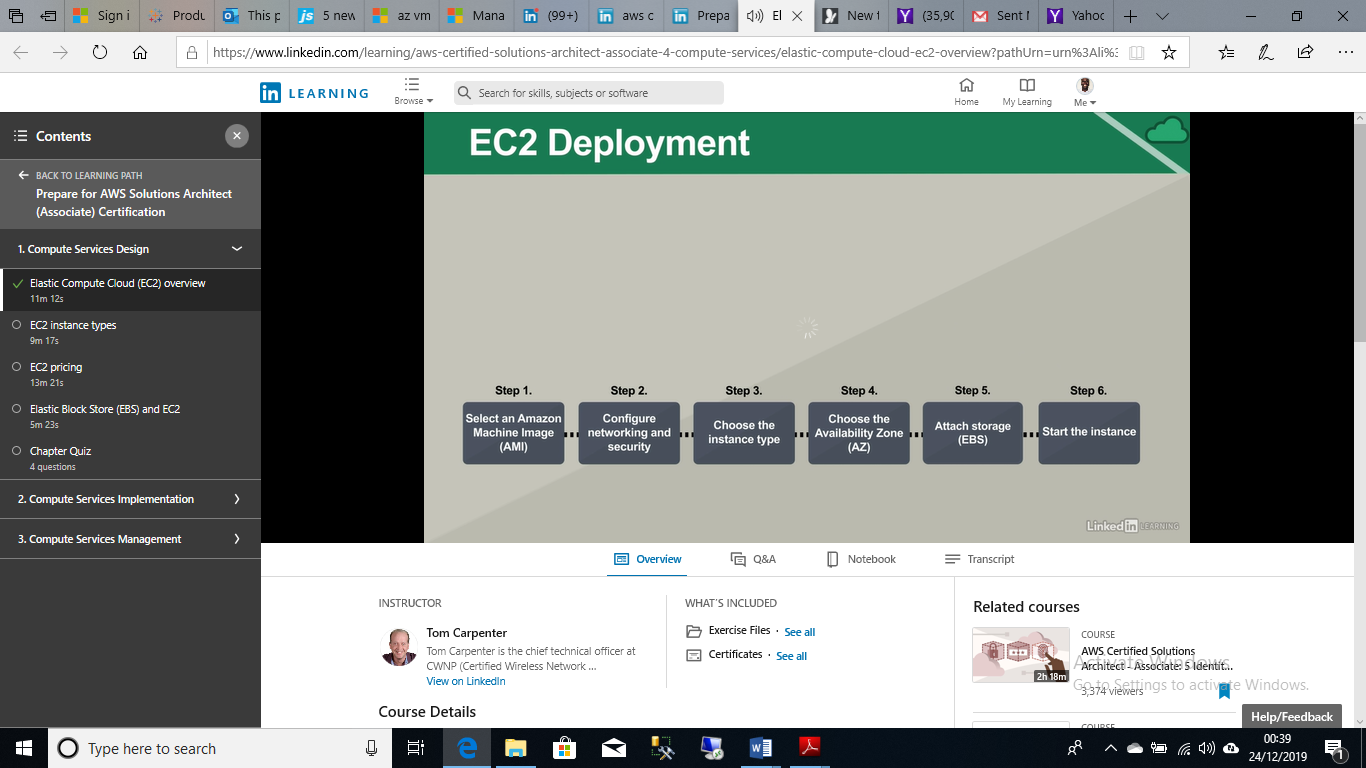 Sign i
Produ
This p
5 new
az vm
Mana
(99+)
aws c
Prepa
El
New t
(35,90
Sent M
Yahoc
https://www.linkedin.com/learning/aws-certified-solutions-architect-associate-4-compute-services/elastic-compute-cloud-ec2-overview?pathUrn=urn%3Ali%3
in LEARNING
Browse
Search for skills, subjects or software
Home
My Learning
Me
Contents
BACK TO LEARNING PATH
Prepare for AWS Solutions Architect
(Associate) Certification
1. Compute Services Design
Elastic Compute Cloud (EC2) overview
11m 12s
EC2 instance types
9m 17s
EC2 pricing
13m 21s
Elastic Block Store (EBS) and EC2
5m 23s
Chapter Quiz
4 questions
2. Compute Services Implementation
3. Compute Services Management
EC2 Deployment
Step 1.
Select an Amazon
Machine Image
(AMI)
Step 2.
Configure
networking and
security
Step 3.
Choose the
instance type
Step 4.
Choose the
Availability Zone
(AZ)
Step 5.
Attach storage
(EBS)
Step 6.
Start the instance
Linked in LEARNING
Overview
Q&A
Notebook
Transcript
INSTRUCTOR
Tom Carpenter
Tom Carpenter is the chief technical officer at
CWNP (Certified Wireless Network ...
View on LinkedIn
WHAT'S INCLUDED
Exercise Files · See all
Certificates · See all
Course Details
Related courses
COURSE
AWS Certified Solutions
Architect - Associate: 5 Identit...
2h 18m
3,374 viewers
COURSE
Activate Windows
Go to Settings to activate Windows.
Help/Feedback
Type here to search
00:39
24/12/2019
1